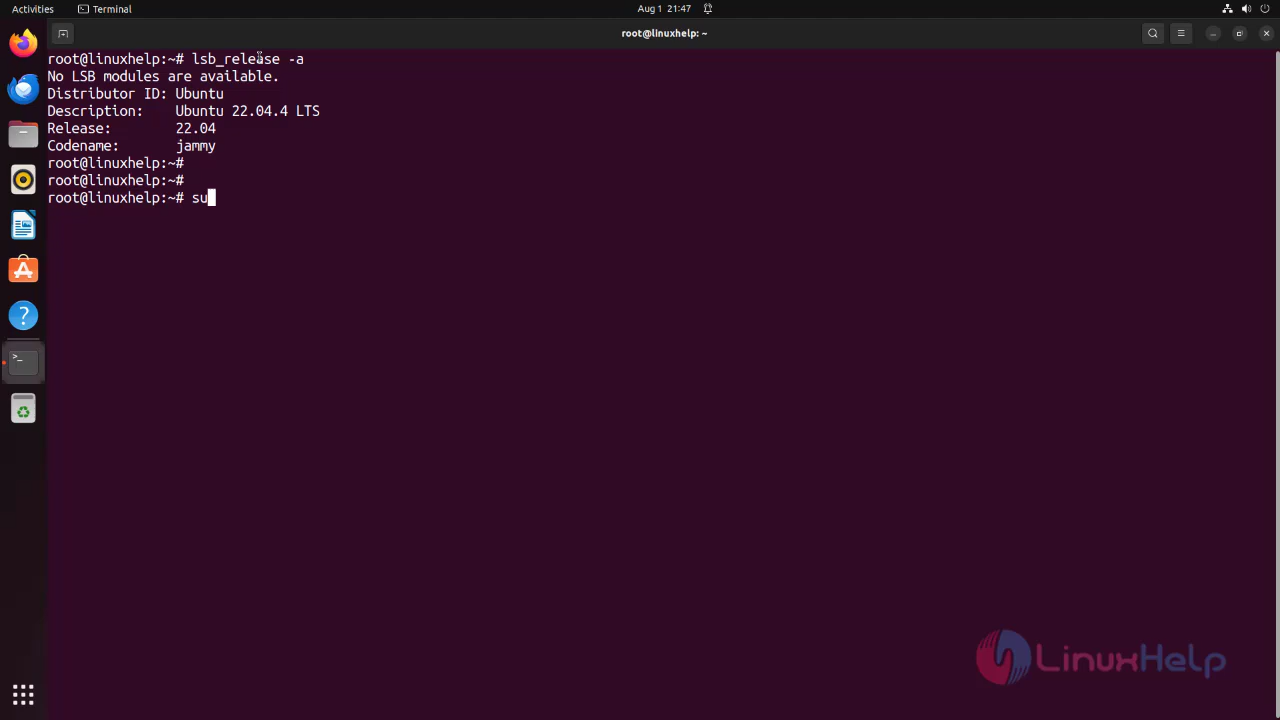 Activities
Terminal
Aug 1 21:47
root@linuxhelp: ~
root@linuxhelp:~# lsb_release -a
No LSB modules are available.
Distributor ID: Ubuntu
Description: Ubuntu 22.04.4 LTS
Release: 22.04
Codename: jammy
root@linuxhelp:~#
root@linuxhelp:~#
root@linuxhelp:~# su
LinuxHelp